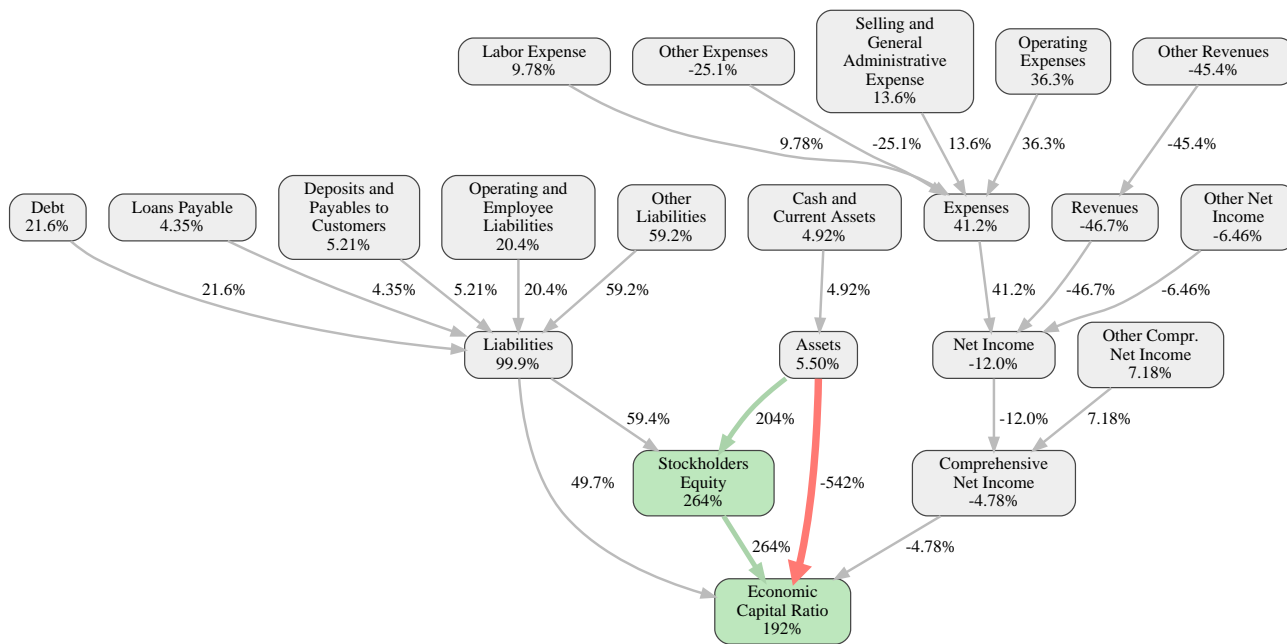 Labor Expense
9.78%
Other Expenses
-25.1%
Selling and
General
Administrative
Expense
13.6%
Operating
Expenses
36.3%
Other Revenues
-45.4%
9.78%
-25.1%
13.6%
36.3%
-45.4%
Debt
21.6%
Loans Payable
4.35%
Deposits and
Payables to
Customers
5.21%
Operating and
Employee
Liabilities
20.4%
Other
Liabilities
59.2%
Cash and
Current Assets
4.92%
Expenses
41.2%
Revenues
-46.7%
Other Net
Income
-6.46%
21.6%
4.35%
5.21%
20.4%
59.2%
4.92%
41.2%
-46.7%
-6.46%
Liabilities
99.9%
Assets
5.50%
Net Income
-12.0%
Other Compr.
Net Income
7.18%
59.4%
204%
-12.0%
7.18%
49.7%
Stockholders
Equity
264%
-542%
Comprehensive
Net Income
-4.78%
264%
-4.78%
Economic
Capital Ratio
192%